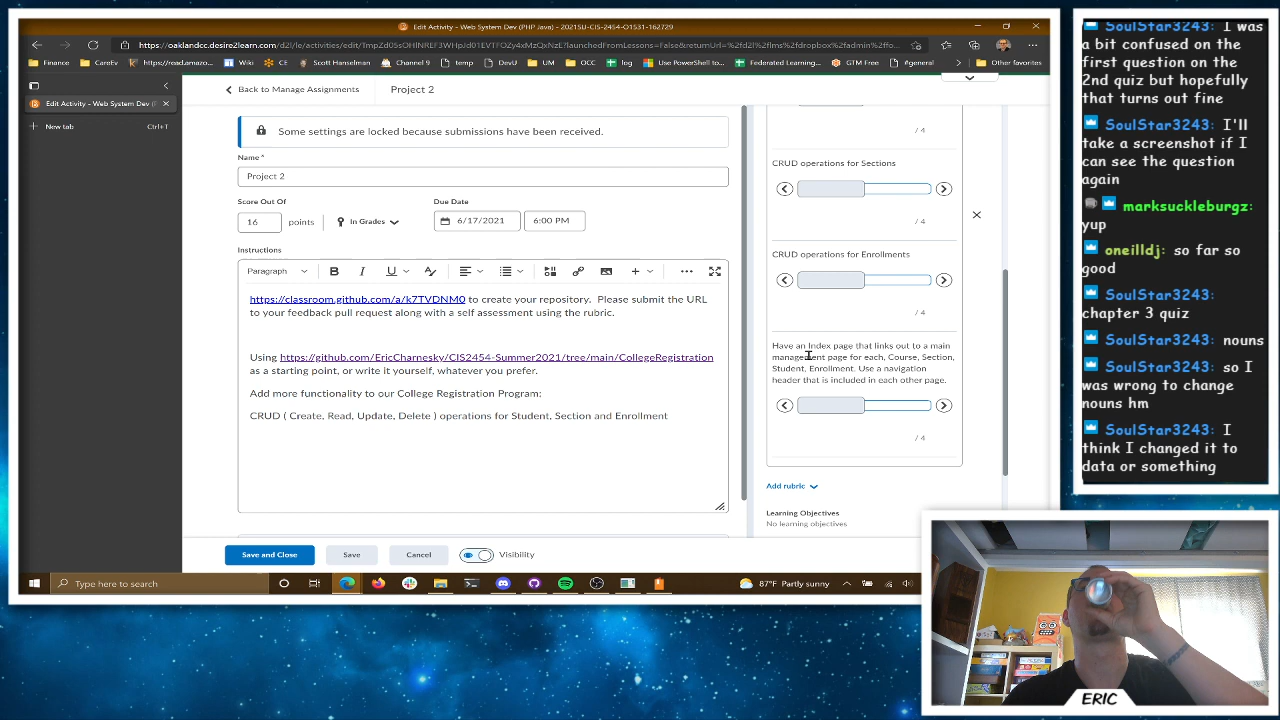 Edit Activity - Web System Dev (PHP Java) - 2021SU-CIS-2454-O1531-162729
Finance
CareEv
https://read.amazo...
Wiki
CE
Scott Hanselman
Channel 9
temp
DevU
UM
OCC
log
Use PowerShell to...
Federated Learning...
GTM Free
#general
Other favorites
Edit Activity - Web System Dev (P
New tab
Ctrl+T
Back to Manage Assignments
Project 2
Some settings are locked because submissions have been received.
Name *
Project 2
Score Out Of
Due Date
16
points
In Grades
6/17/2021
6:00 PM
Instructions
Paragraph
B
I
U
https://classroom.github.com/a/k7TVDNM0 to create your repository. Please submit the URL
to your feedback pull request along with a self assessment using the rubric.
Using https://github.com/EricCharnesky/CIS2454-Summer2021/tree/main/CollegeRegistration
as a starting point, or write it yourself, whatever you prefer.
Add more functionality to our College Registration Program:
CRUD ( Create, Read, Update, Delete ) operations for Student, Section and Enrollment
Save and Close
Save
Cancel
Visibility
/ 4
CRUD operations for Sections
/ 4
CRUD operations for Enrollments
/ 4
Have an Index page that links out to a main
management page for each, Course, Section,
Student, Enrollment. Use a navigation
header that is included in each other page.
/ 4
Add rubric
Learning Objectives
No learning objectives
Type here to search
87°F Partly sunny
SoulStar3243: I was
a bit confused on the
first question on the
2nd quiz but hopefully
that turns out fine
SoulStar3243: I'll
take a screenshot if I
can see the question
again
marksuckleburgz:
yup
oneilldj: so far so
good
SoulStar3243:
chapter 3 quiz
SoulStar3243: nouns
SoulStar3243: so I
was wrong to change
nouns hm
SoulStar3243: I
think I changed it to
data or something
ERIC